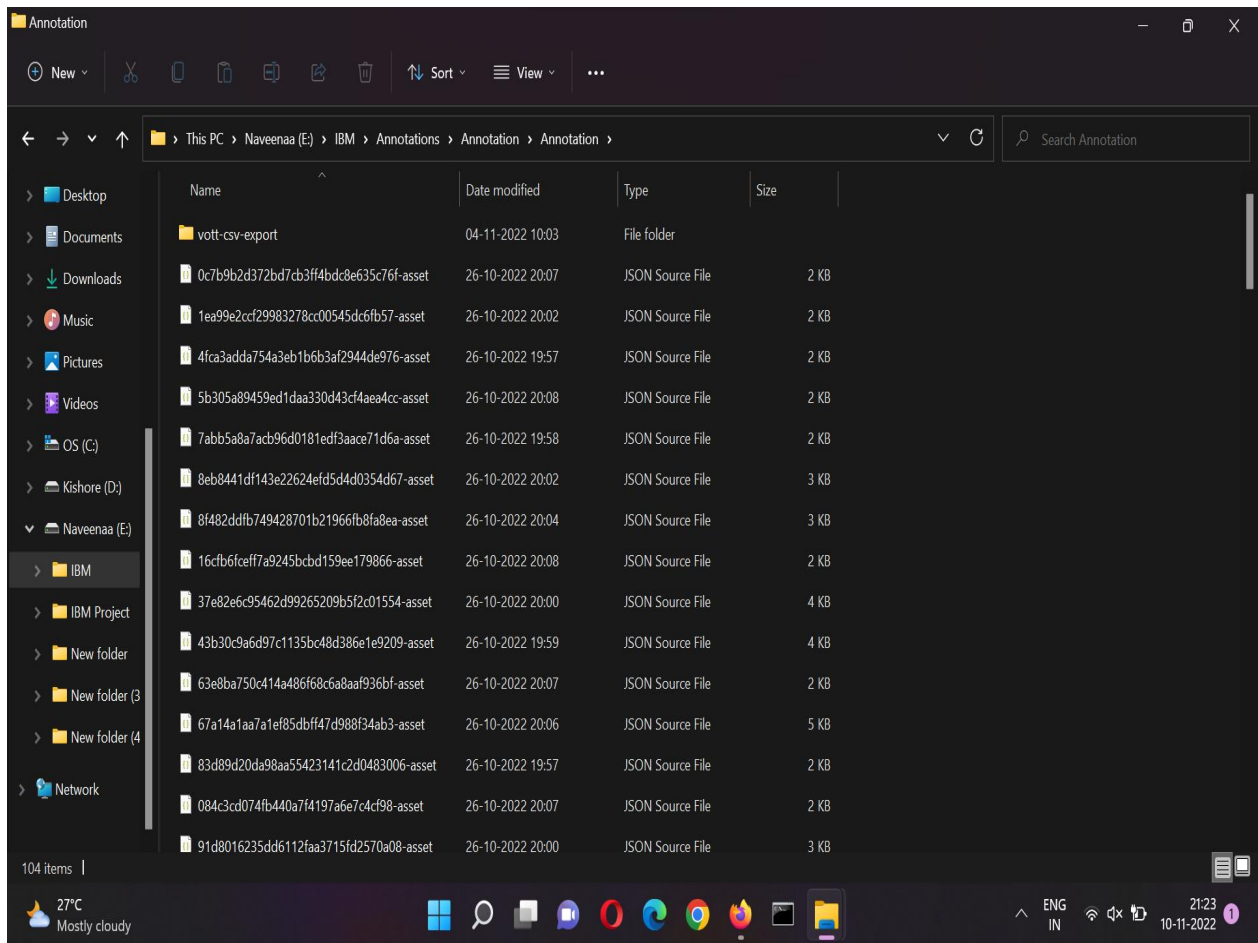 Annotation
New
Sort
View
This PC > Naveenaa (E:) > IBM > Annotations > Annotation > Annotation >
Search Annotation
Name Date modified Type Size
Desktop
Documents
Downloads
Music
Pictures
Videos
OS (C:)
Kishore (D:)
Naveenaa (E:)
IBM
IBM Project
New folder
New folder (3
New folder (4
Network
vott-csv-export 04-11-2022 10:03 File folder
0c7b9b2d372bd7cb3ff4bdc8e635c76f-asset 26-10-2022 20:07 JSON Source File 2 KB
1ea99e2ccf29983278cc00545dc6fb57-asset 26-10-2022 20:02 JSON Source File 2 KB
4fca3adda754a3eb1b6b3af2944de976-asset 26-10-2022 19:57 JSON Source File 2 KB
5b305a89459ed1daa330d43cf4aea4cc-asset 26-10-2022 20:08 JSON Source File 2 KB
7abb5a8a7acb96d0181edf3aace71d6a-asset 26-10-2022 19:58 JSON Source File 2 KB
8eb8441df143e22624efd5d4d0354d67-asset 26-10-2022 20:02 JSON Source File 3 KB
8f482ddfb749428701b21966fb8fa8ea-asset 26-10-2022 20:04 JSON Source File 3 KB
16cfb6fceff7a9245bcbd159ee179866-asset 26-10-2022 20:08 JSON Source File 2 KB
37e82e6c95462d99265209b5f2c01554-asset 26-10-2022 20:00 JSON Source File 4 KB
43b30c9a6d97c1135bc48d386e1e9209-asset 26-10-2022 19:59 JSON Source File 4 KB
63e8ba750c414a486f68c6a8aaf936bf-asset 26-10-2022 20:07 JSON Source File 2 KB
67a14a1aa7a1ef85dbff47d988f34ab3-asset 26-10-2022 20:06 JSON Source File 5 KB
83d89d20da98aa55423141c2d0483006-asset 26-10-2022 19:57 JSON Source File 2 KB
084c3cd074fb440a7f4197a6e7c4cf98-asset 26-10-2022 20:07 JSON Source File 2 KB
91d8016235dd6112faa3715fd2570a08-asset 26-10-2022 20:00 JSON Source File 3 KB
104 items
27°C
Mostly cloudy
ENG
IN
21:23
10-11-2022
1